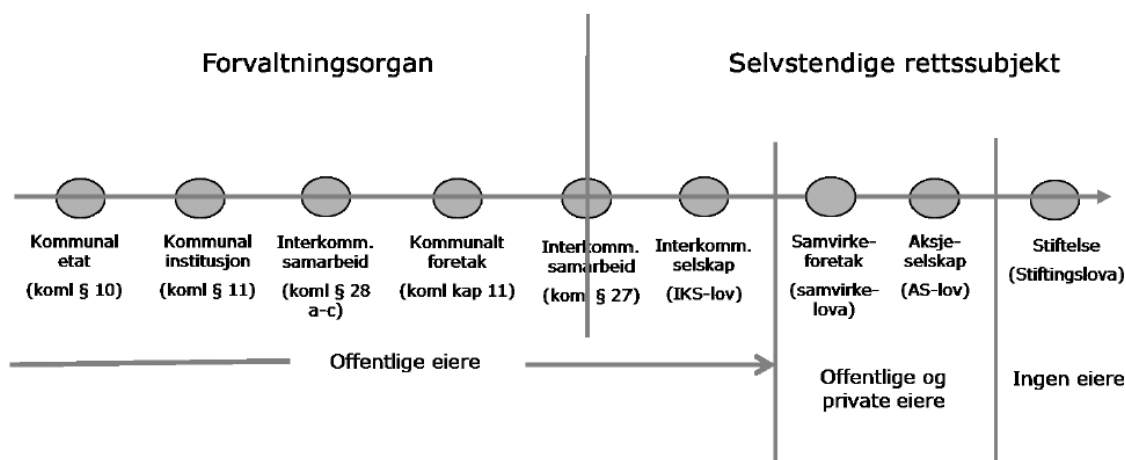 Forvaltningsorgan
Selvstendige rettssubjekt
Kommunal
etat
(koml § 10)
Kommunal
institusjon
(koml § 11)
Interkomm.
samarbeid
(koml § 28
a-c)
Kommunalt
foretak
(koml kap 11)
Interkomm.
samarbeid
(koml § 27)
Interkomm.
selskap
(IKS-lov)
Samvirke-
foretak
(samvirke-
lova)
Aksje-
selskap
(AS-lov)
Stiftelse
(Stiftingslova)
Offentlige eiere
Offentlige og
private eiere
Ingen eiere